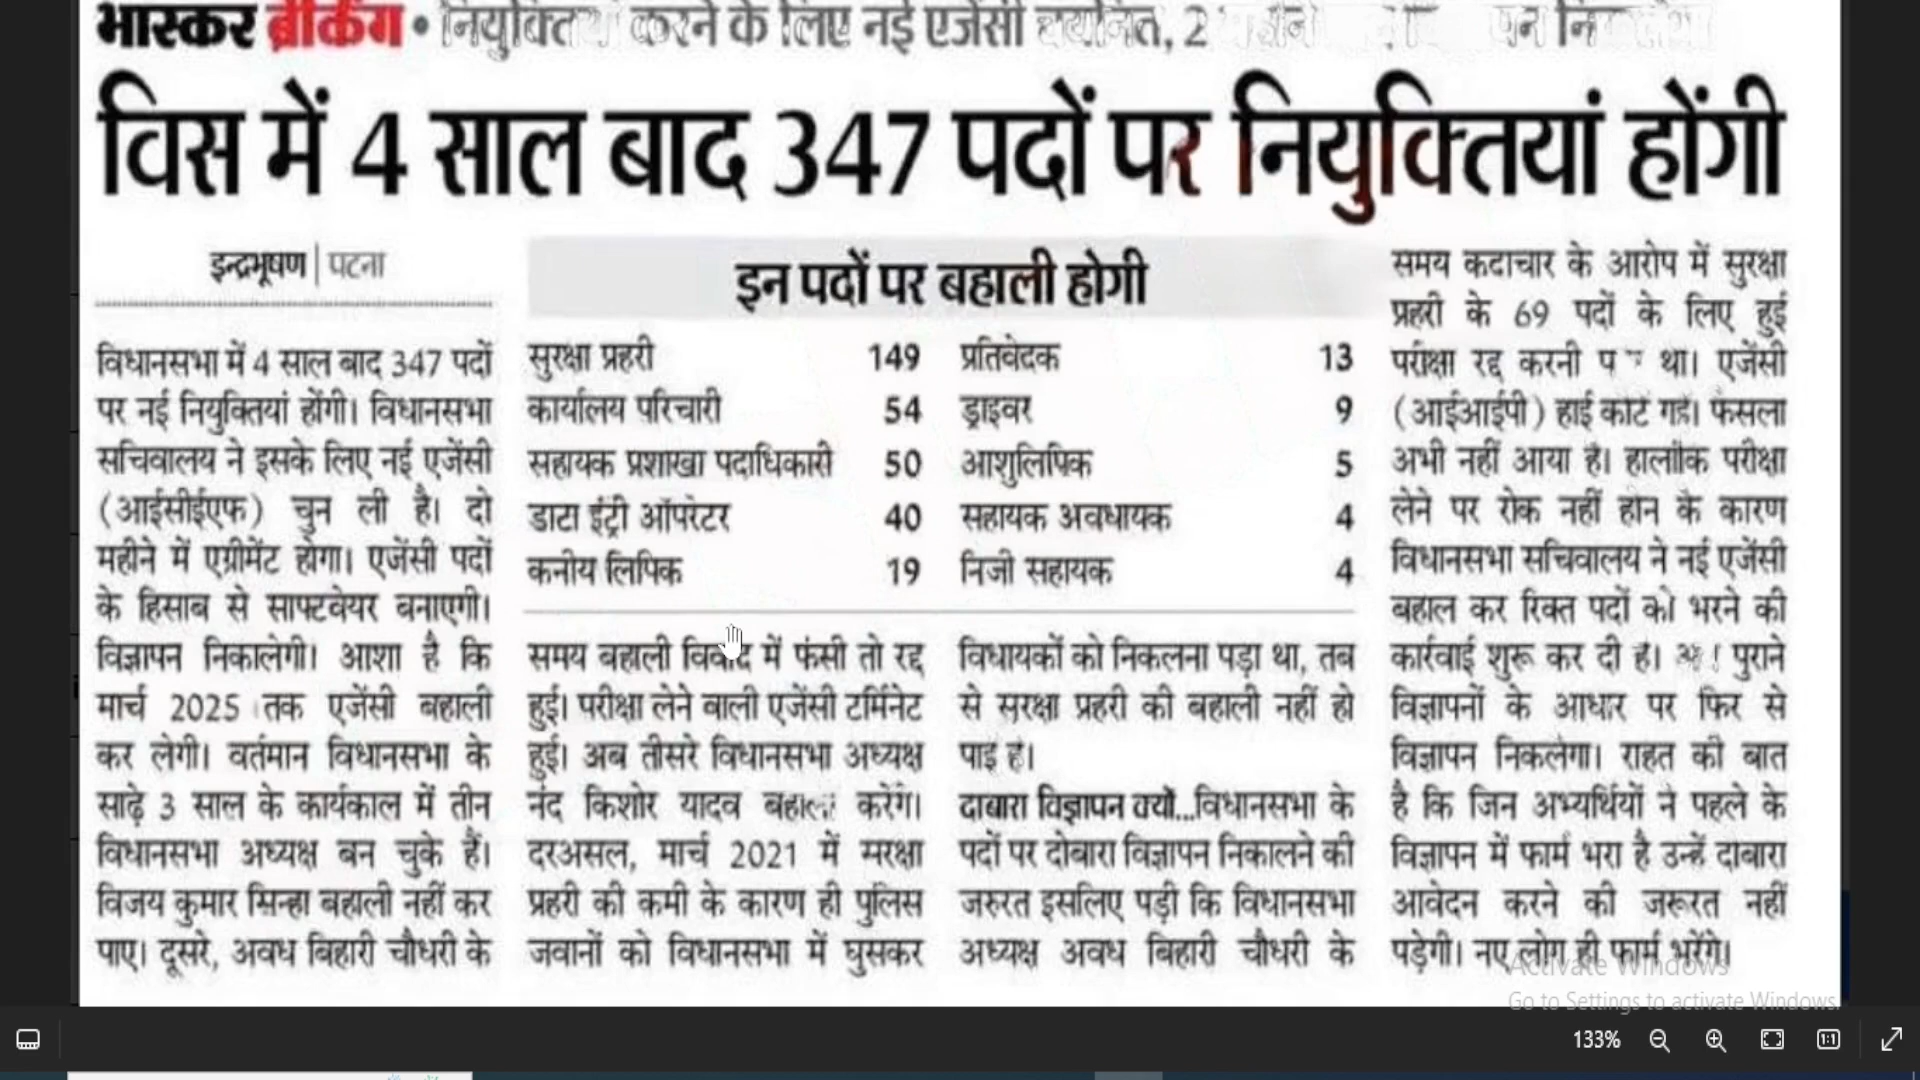 भास्कर ब्रेकिंग • नियुक्तियां करने के लिए नई एजेंसी चयनित, 2
विस में 4 साल बाद 347 पदों पर नियुक्तियां होंगी
इन्द्रभूषण | पटना
विधानसभा में 4 साल बाद 347 पदों
पर नई नियुक्तियां होंगी। विधानसभा
सचिवालय ने इसके लिए नई एजेंसी
(आईसीईएफ) चुन ली है। दो
महीने में एग्रीमेंट होगा। एजेंसी पदों
के हिसाब से साफ्टवेयर बनाएगी।
विज्ञापन निकालेगी। आशा है कि
मार्च 2025 तक एजेंसी बहाली
कर लेगी। वर्तमान विधानसभा के
साढ़े 3 साल के कार्यकाल में तीन
विधानसभा अध्यक्ष बन चुके हैं।
विजय कुमार सिन्हा बहाली नहीं कर
पाए। दूसरे, अवध बिहारी चौधरी के
इन पदों पर बहाली होगी
सुरक्षा प्रहरी 149 प्रतिवेदक 13
कार्यालय परिचारी 54 ड्राइवर 9
सहायक प्रशाखा पदाधिकारी 50 आशुलिपिक 5
डाटा इंट्री ऑपरेटर 40 सहायक अवधायक 4
कनीय लिपिक 19 निजी सहायक 4
समय बहाली विवाद में फंसी तो रद्द
हुई। परीक्षा लेने वाली एजेंसी टर्मिनेट
हुई। अब तीसरे विधानसभा अध्यक्ष
नंद किशोर यादव बहाली करेंगे।
दरअसल, मार्च 2021 में सुरक्षा
प्रहरी की कमी के कारण ही पुलिस
जवानों को विधानसभा में घुसकर
विधायकों को निकलना पड़ा था, तब
से सुरक्षा प्रहरी की बहाली नहीं हो
पाई है।
दोबारा विज्ञापन क्यों...विधानसभा के
पदों पर दोबारा विज्ञापन निकालने की
जरुरत इसलिए पड़ी कि विधानसभा
अध्यक्ष अवध बिहारी चौधरी के
समय कदाचार के आरोप में सुरक्षा
प्रहरी के 69 पदों के लिए हुई
परीक्षा रद्द करनी था। एजेंसी
(आईआईपी) हाई कोर्ट गई। फैसला
अभी नहीं आया है। हालांकि परीक्षा
लेने पर रोक नहीं होने के कारण
विधानसभा सचिवालय ने नई एजेंसी
बहाल कर रिक्त पदों को भरने की
कार्रवाई शुरू कर दी है। पुराने
विज्ञापनों के आधार पर फिर से
विज्ञापन निकलेगा। राहत की बात
है कि जिन अभ्यर्थियों ने पहले के
विज्ञापन में फार्म भरा है उन्हें दोबारा
आवेदन करने की जरूरत नहीं
पड़ेगी। नए लोग ही फार्म भरेंगे।
Activate Windows
Go to Settings to activate Windows.
133%